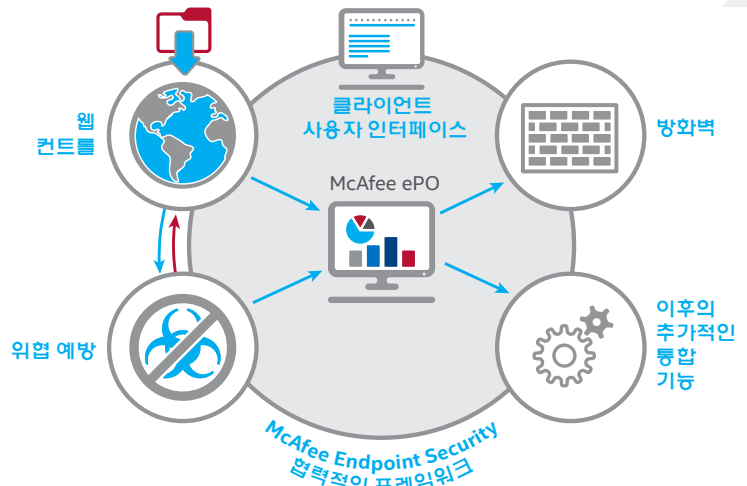 클라이언트
사용자 인터페이스
웹
컨트롤
방화벽
McAfee ePO
위협 예방
이후의
추가적인
통합
기능
McAfee Endpoint Security
협력적인 프레임워크